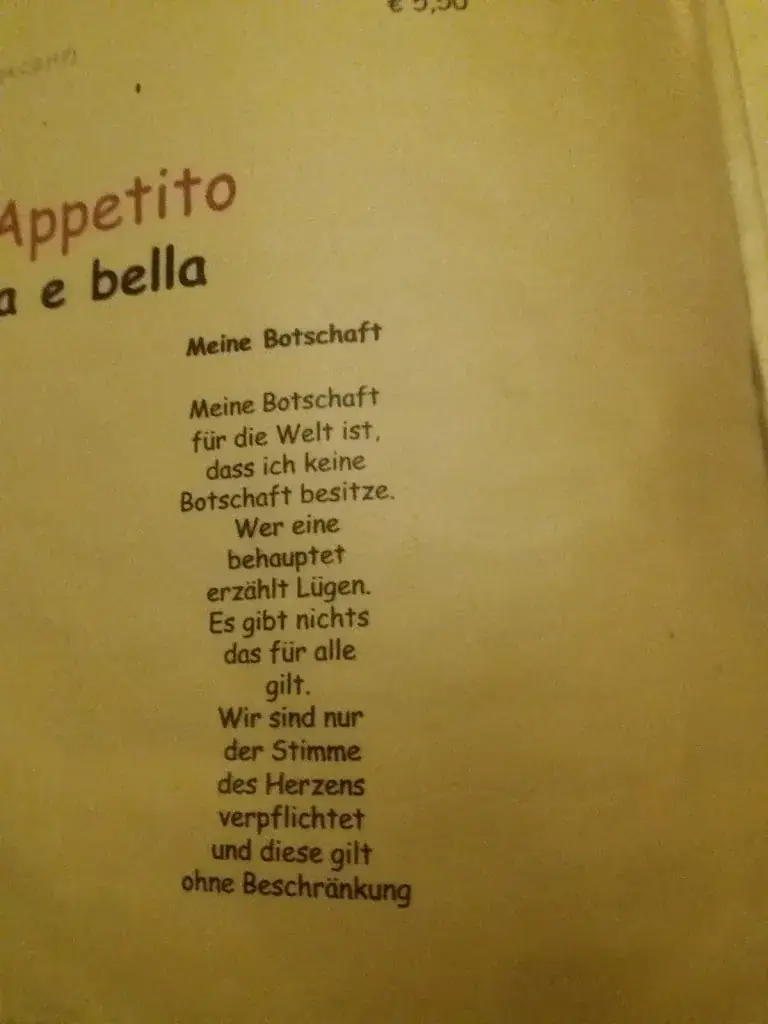 € 5,50
Appetito
a e bella
Meine Botschaft
Meine Botschaft
für die Welt ist,
dass ich keine
Botschaft besitze.
Wer eine
behauptet
erzählt Lügen.
Es gibt nichts
das für alle
gilt.
Wir sind nur
der Stimme
des Herzens
verpflichtet
und diese gilt
ohne Beschränkung